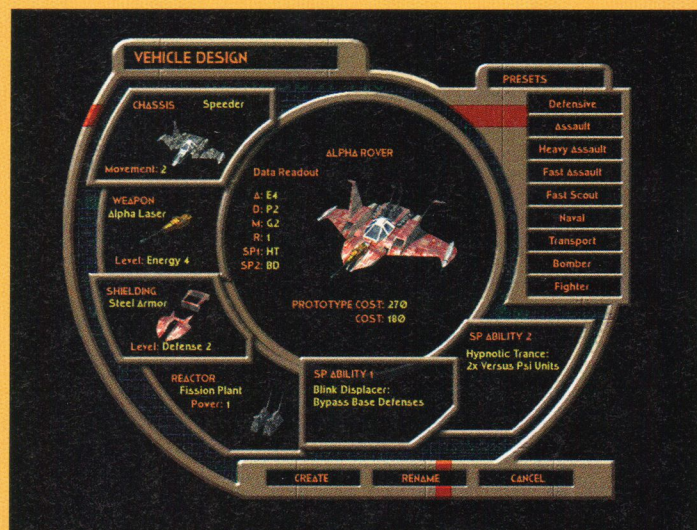 VEHICLE DESIGN
CHASSIS Speeder
Movement: 2
WEAPON
Alpha Laser
Level: Energy 4
SHIELDING
Steel Armor
Level: Defense 2
REACTOR
Fission Plant
Power: 1
ALPHA ROVER
Data Readout
A: E4
D: P2
M: G2
R: 1
SP1: HT
SP2: BD
PROTOTYPE COST: 270
COST: 180
SP ABILITY 1
Blink Displacer:
Bypass Base Defenses
SP ABILITY 2
Hypnotic Trance:
2x Versus Psi Units
PRESETS
Defensive
Assault
Heavy Assault
Fast Assault
Fast Scout
Naval
Transport
Bomber
Fighter
CREATE RENAME CANCEL